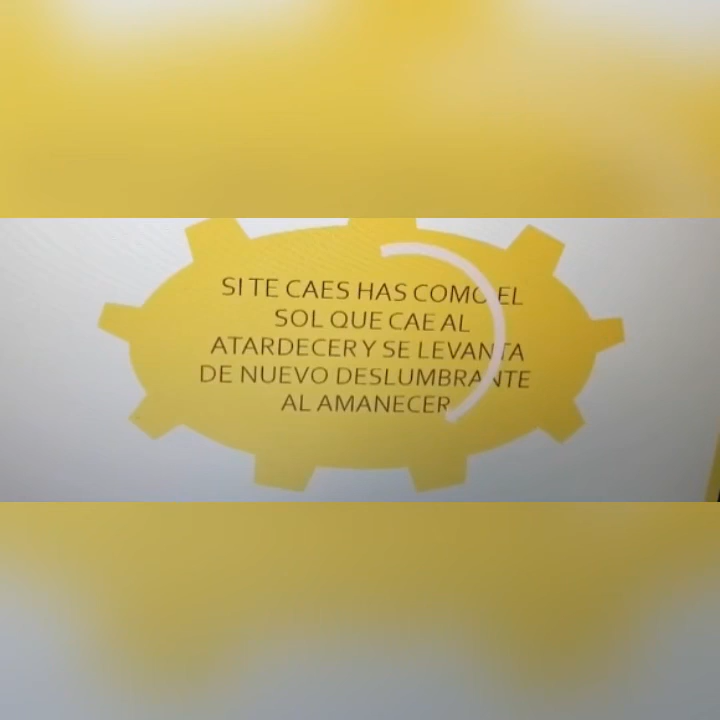 SI TE CAES HAS COMO EL
SOL QUE CAE AL
ATARDECER Y SE LEVANTA
DE NUEVO DESLUMBRANTE
AL AMANECER